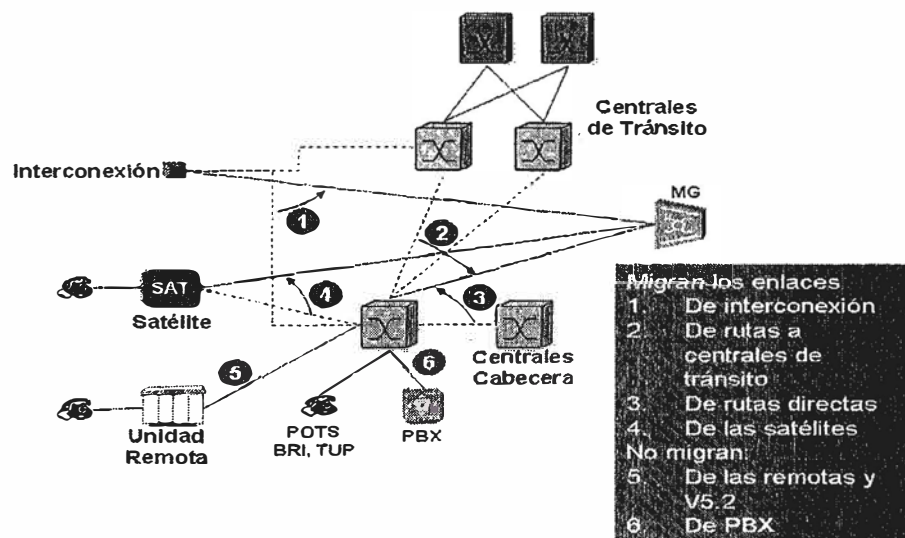 Centrales
de Tránsito
Interconexión
MG
1
2
SAT
4
3
Satélite
Centrales
Cabecera
5
6
Unidad
Remota
POTS
BRI, TUP
PBX
Migran los enlaces
1. De interconexión
2. De rutas a
centrales de
tránsito
3. De rutas directas
4. De las satélites
No migran:
5. De las remotas y
V5.2
6. De PBX